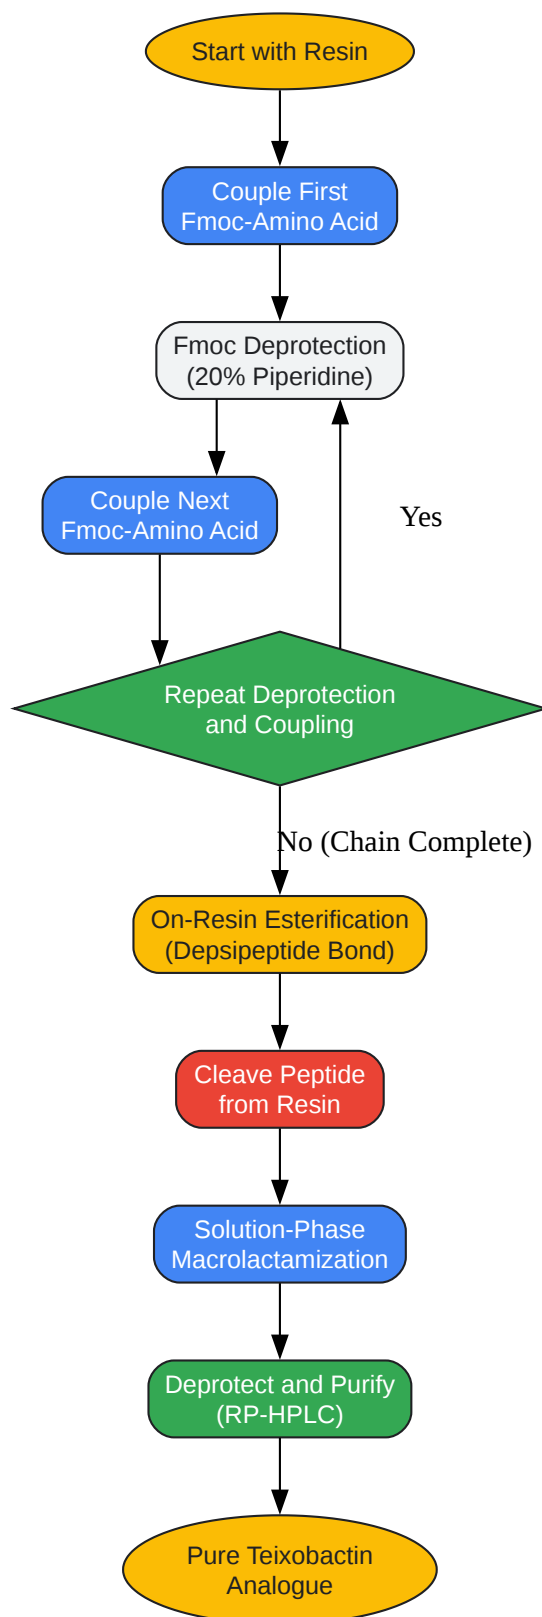 Start with Resin
Couple First
Fmoc-Amino Acid
Fmoc Deprotection
(20% Piperidine)
Couple Next
Fmoc-Amino Acid
Yes
Repeat Deprotection
and Coupling
No (Chain Complete)
On-Resin Esterification
(Depsipeptide Bond)
Cleave Peptide
from Resin
Solution-Phase
Macrolactamization
Deprotect and Purify
(RP-HPLC)
Pure Teixobactin
Analogue